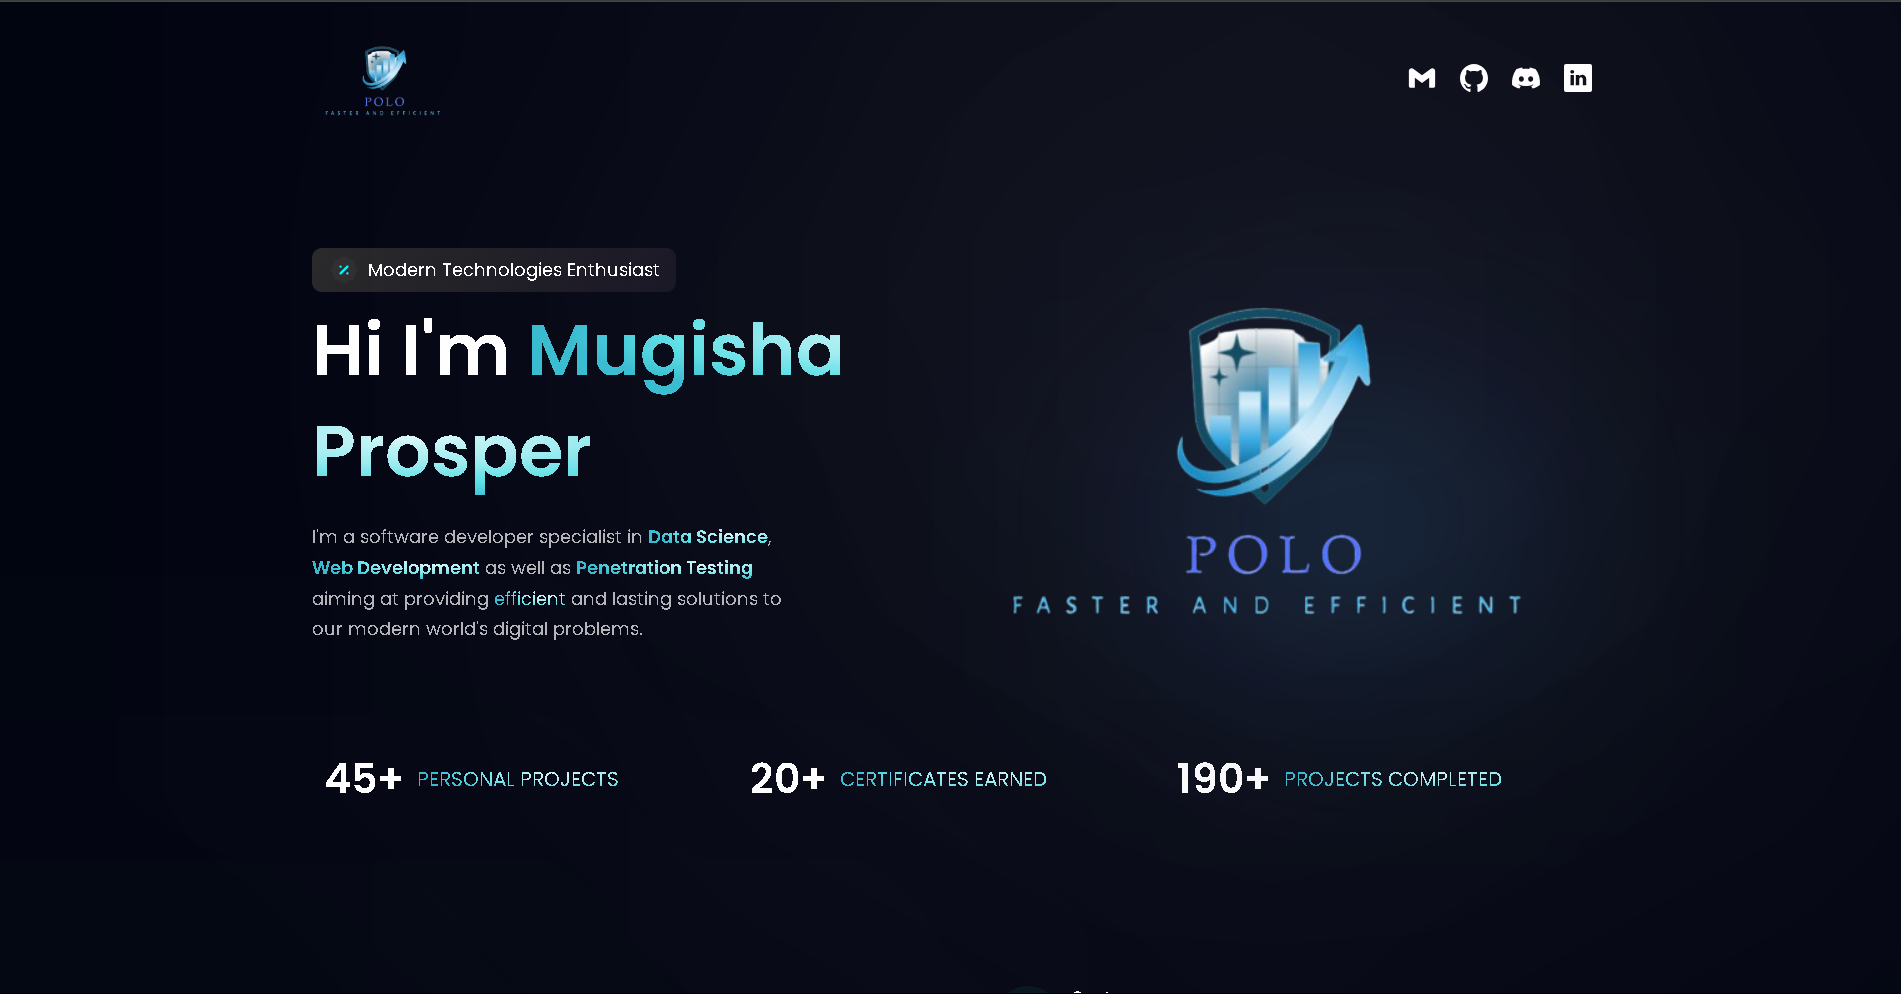 POLO
FASTER AND EFFICIENT
Modern Technologies Enthusiast
Hi I'm Mugisha
Prosper
I'm a software developer specialist in Data Science,
Web Development as well as Penetration Testing
aiming at providing efficient and lasting solutions to
our modern world's digital problems.
POLO
FASTER AND EFFICIENT
45+ PERSONAL PROJECTS
20+ CERTIFICATES EARNED
190+ PROJECTS COMPLETED
in